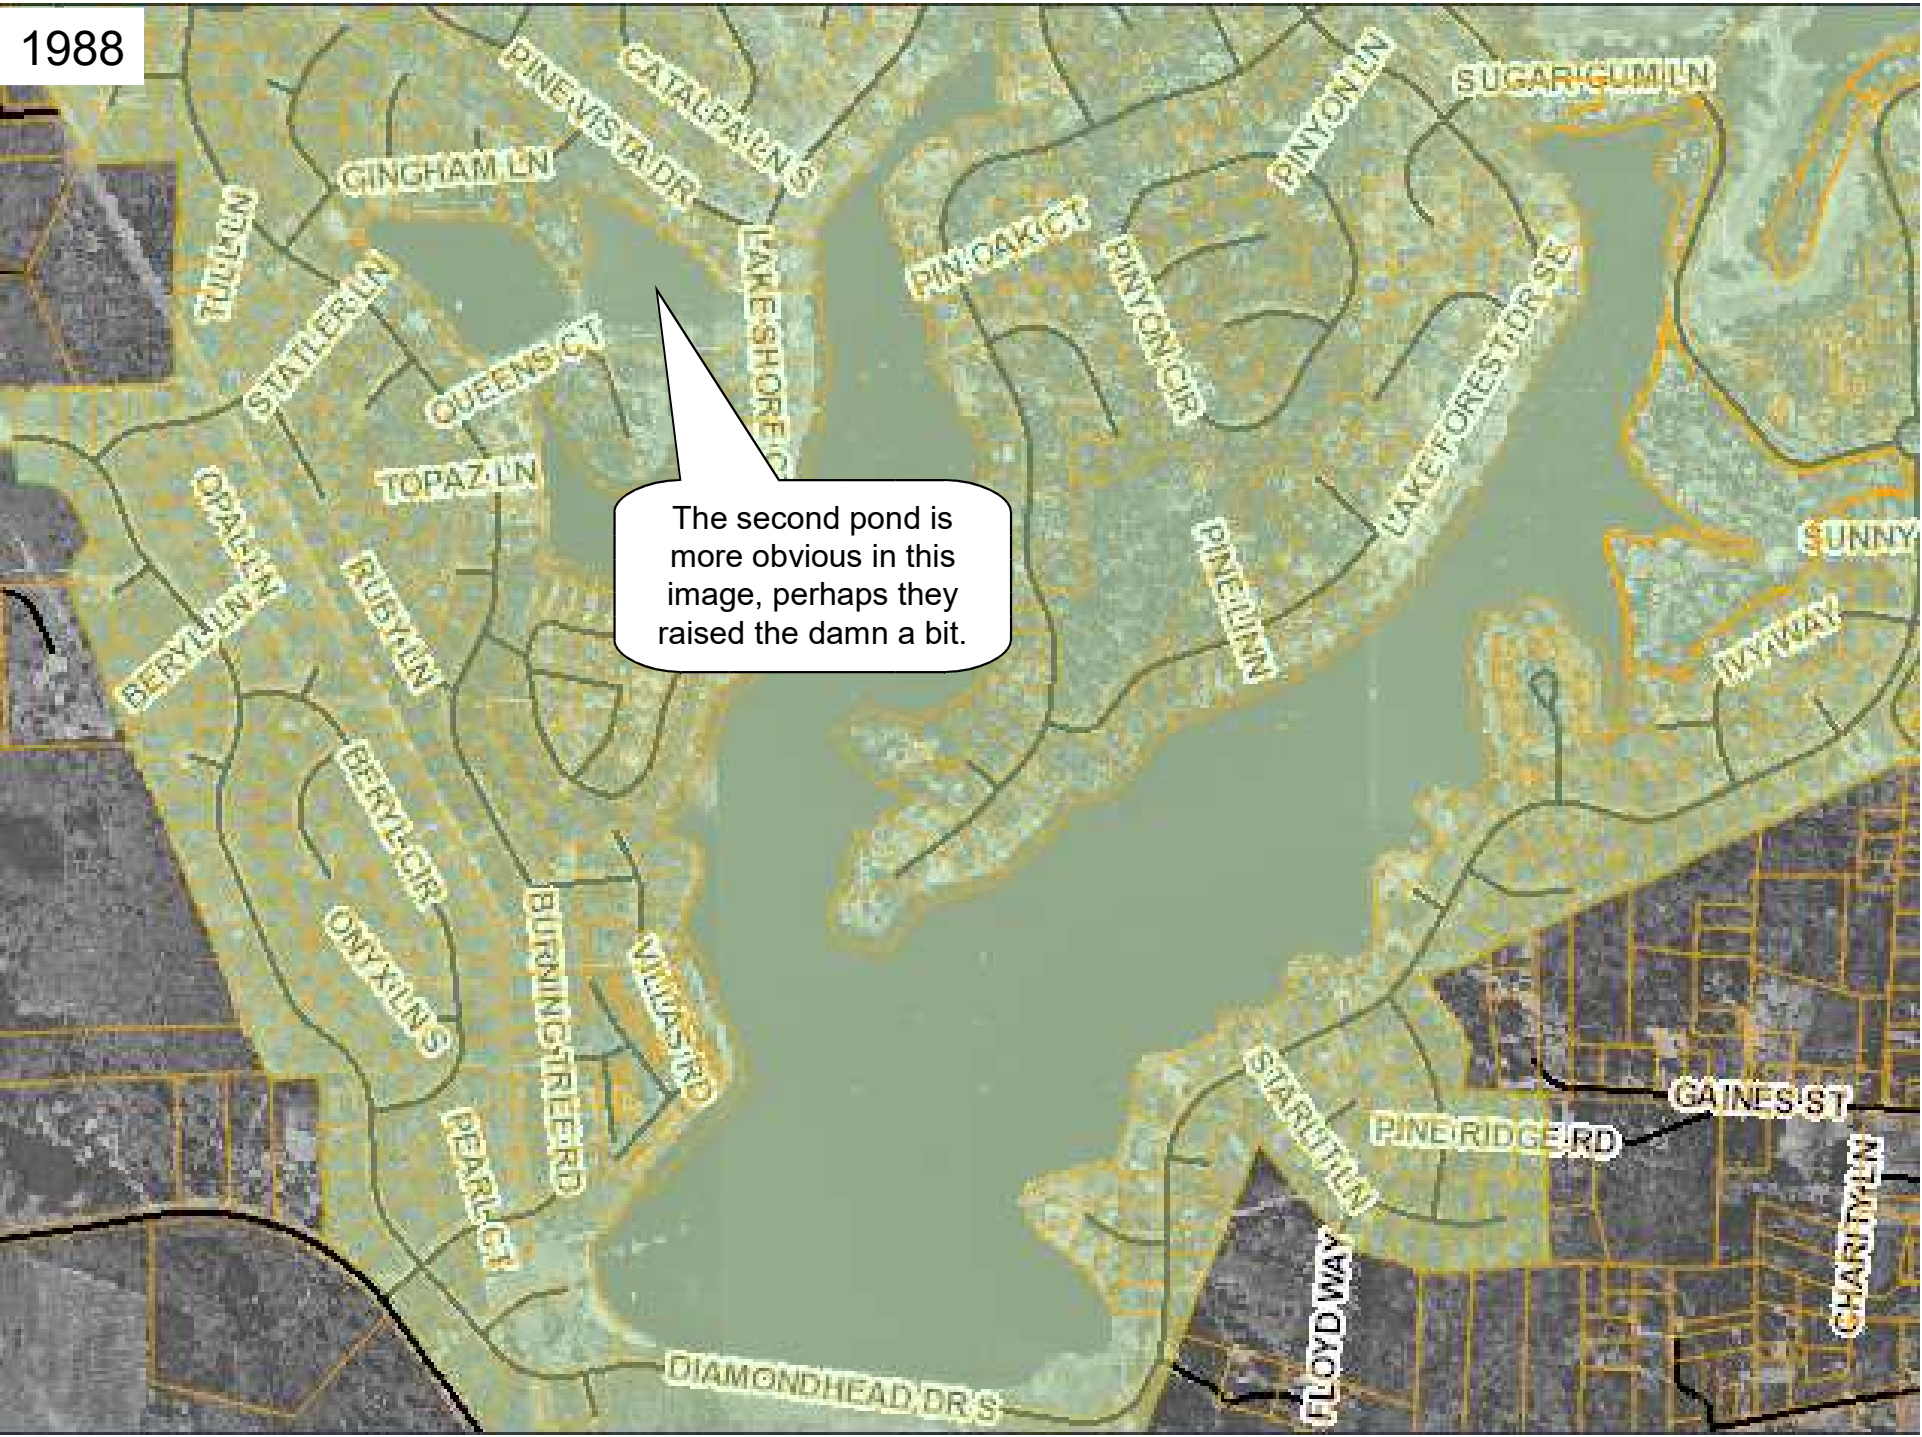 1988
PINE VISTA DR
CATALPA LN S
PINYON LN
SUGAR GUM LN
GINGHAM LN
TULL LN
PIN OAK CT
PINYON CIR
LAKE FOREST DR SE
STATLER LN
QUEENS CT
LAKE SHORE
TOPAZ LN
OPAL LN
The second pond is
more obvious in this
image, perhaps they
raised the damn a bit.
SUNNY
PINE LNN
RUBY LN
BERYL LN
IVY WAY
BERYL CIR
ONYX LN S
BURNING TREE RD
VILLAS RD
STARLIT LN
GAINES ST
PINE RIDGE RD
PEARL CT
CHARITY LN
FLOYD WAY
DIAMONDHEAD DR S